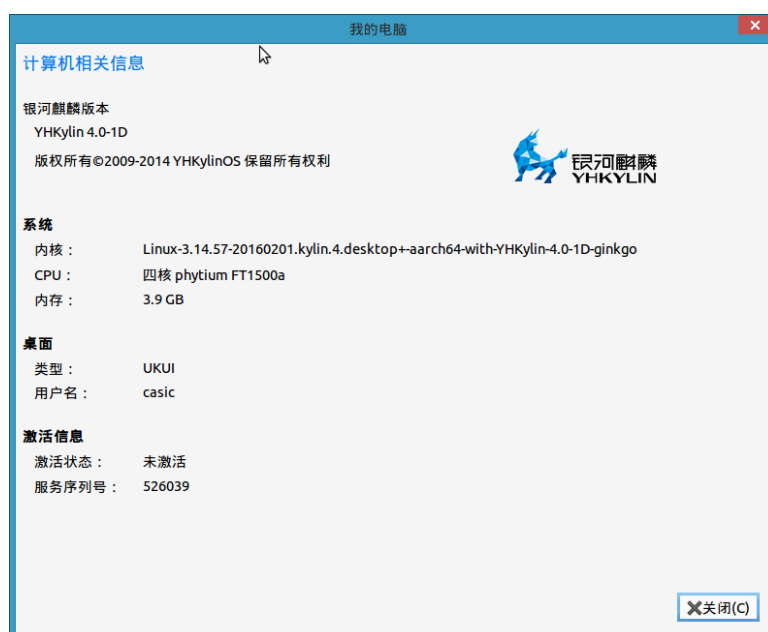 我的电脑
计算机相关信息
银河麒麟版本
YHKylin 4.0-1D
版权所有©2009-2014 YHKylinOS 保留所有权利
银河麒麟
YHKYLIN
系统
内核： Linux-3.14.57-20160201.kylin.4.desktop+-aarch64-with-YHKylin-4.0-1D-ginkgo
CPU： 四核 phytium FT1500a
内存： 3.9 GB
桌面
类型： UKUI
用户名： casic
激活信息
激活状态： 未激活
服务序列号： 526039
关闭(C)